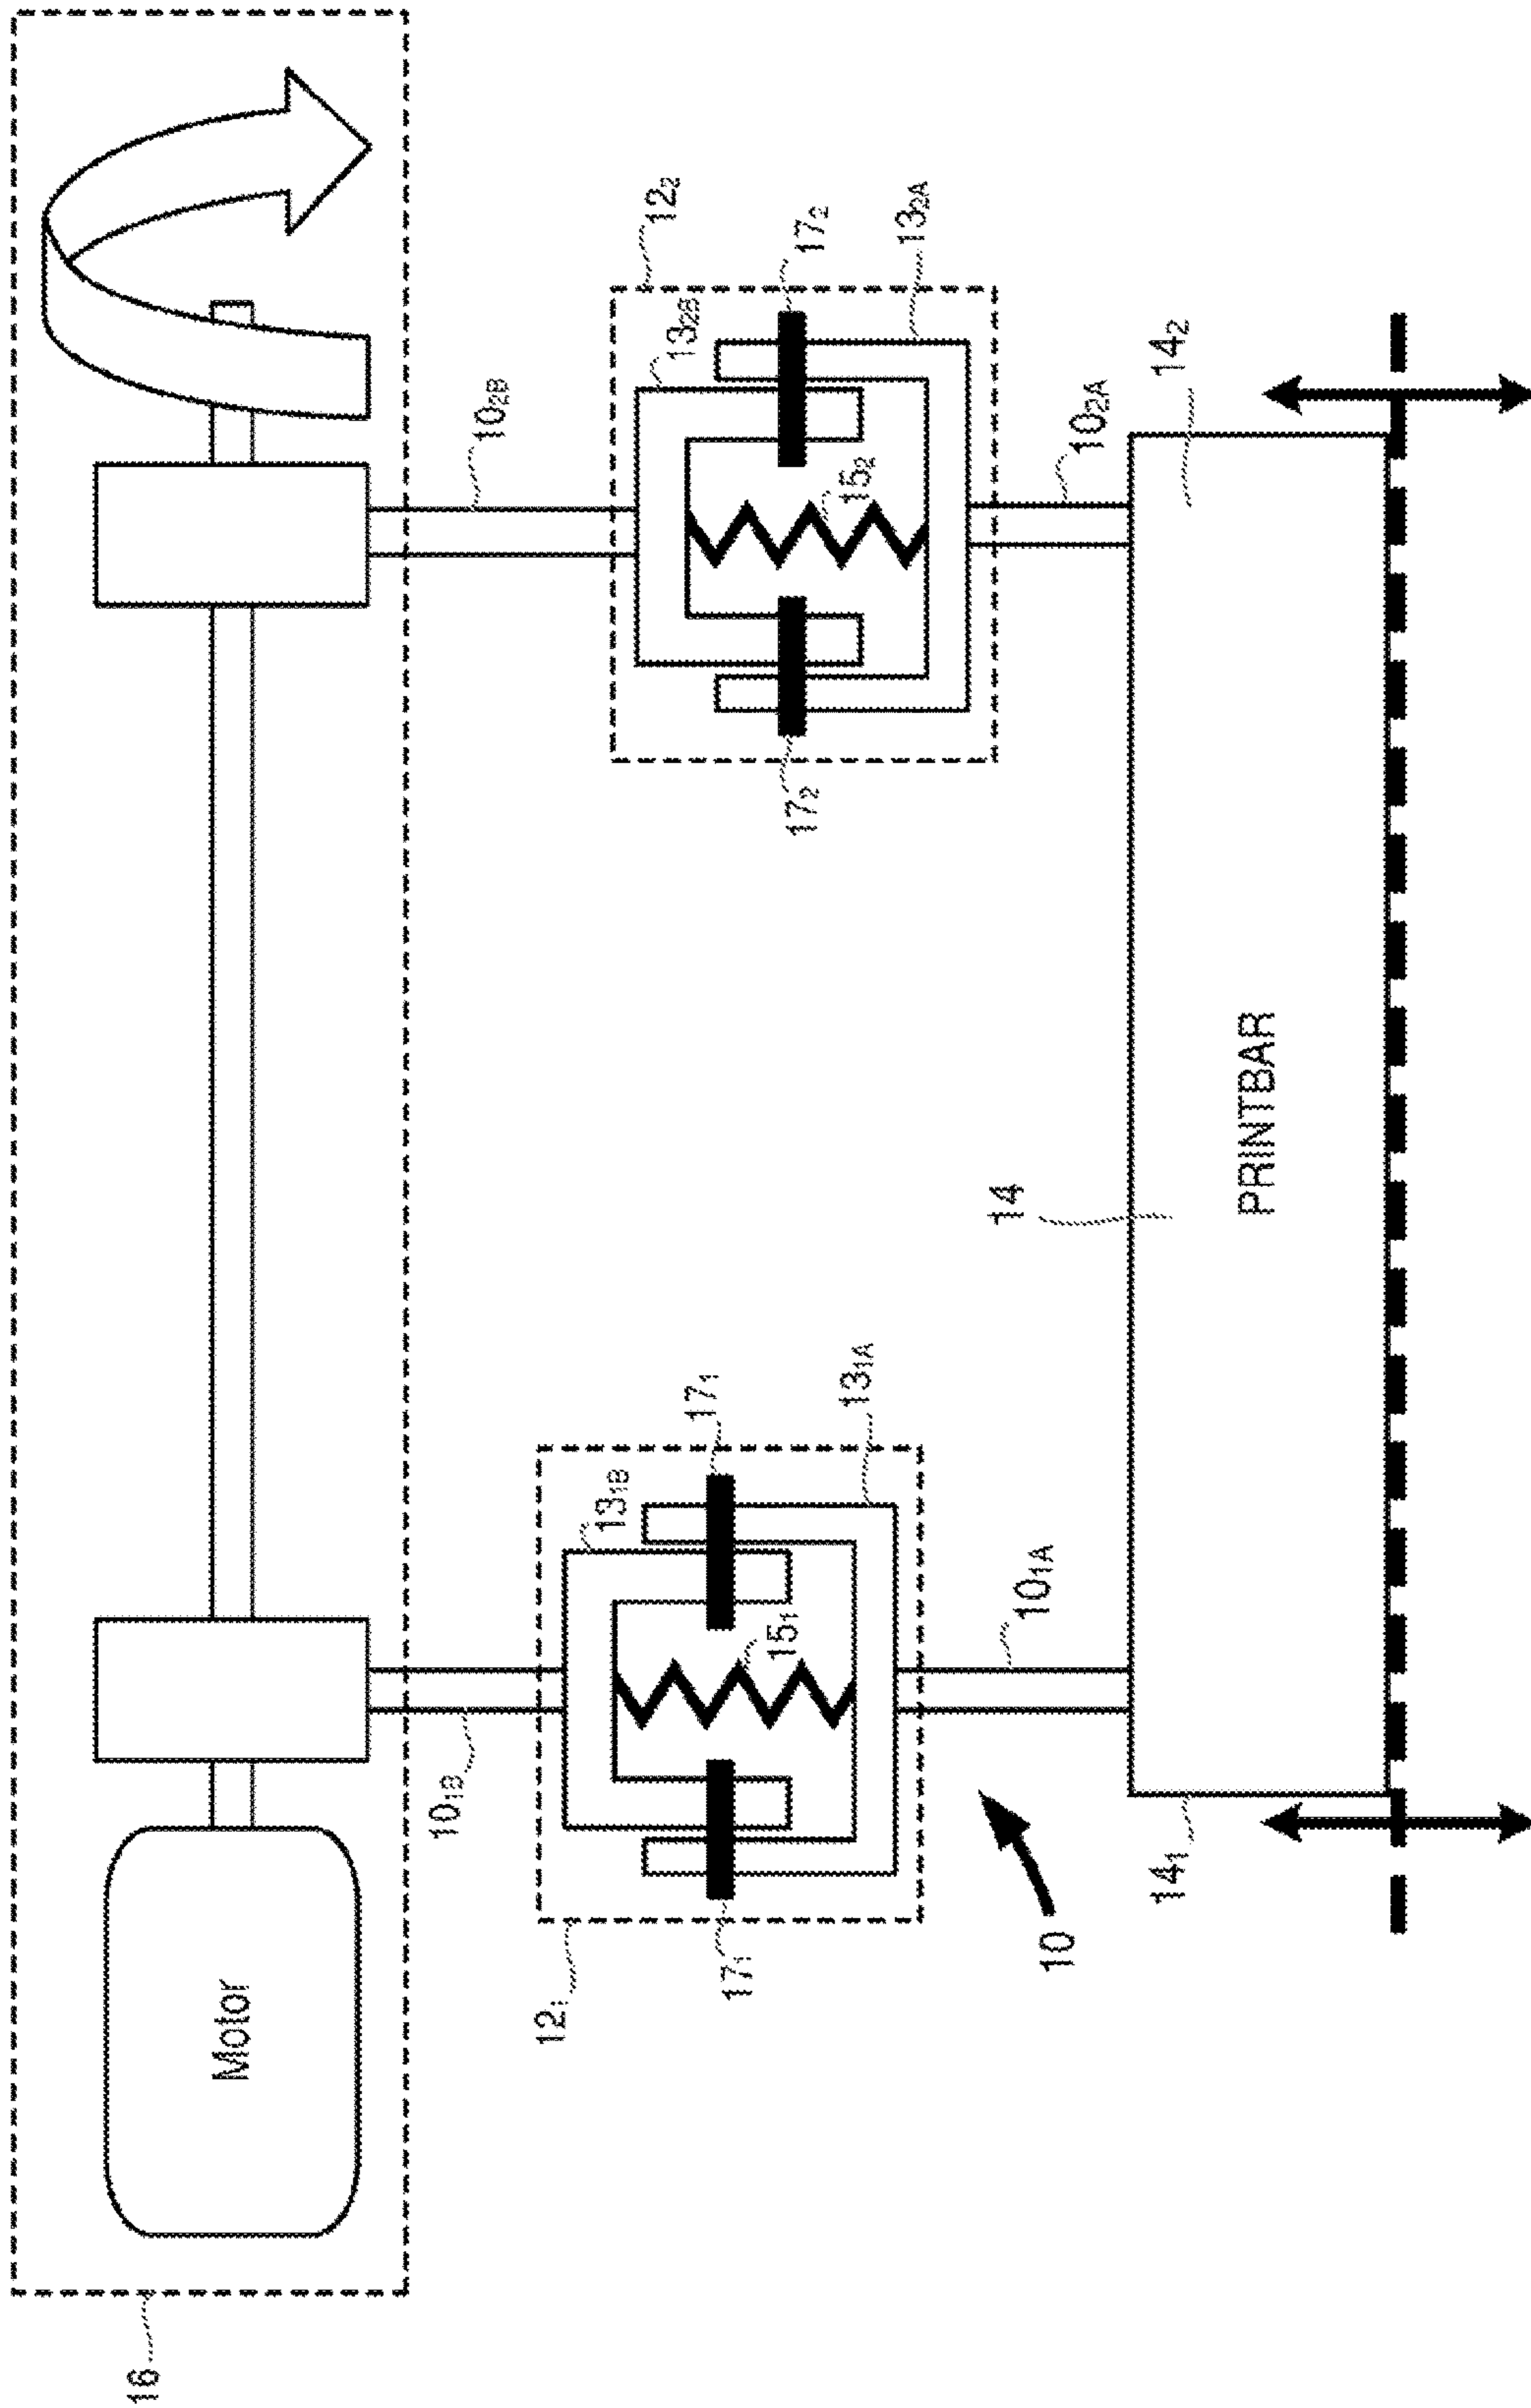 16
Motor
10₁B
10₂B
12₁
12₂
13₁B
13₂B
17₁
17₁
17₂
17₂
15₁
15₂
13₁A
13₂A
10
10₁A
10₂A
14
14₁
14₂
PRINTBAR